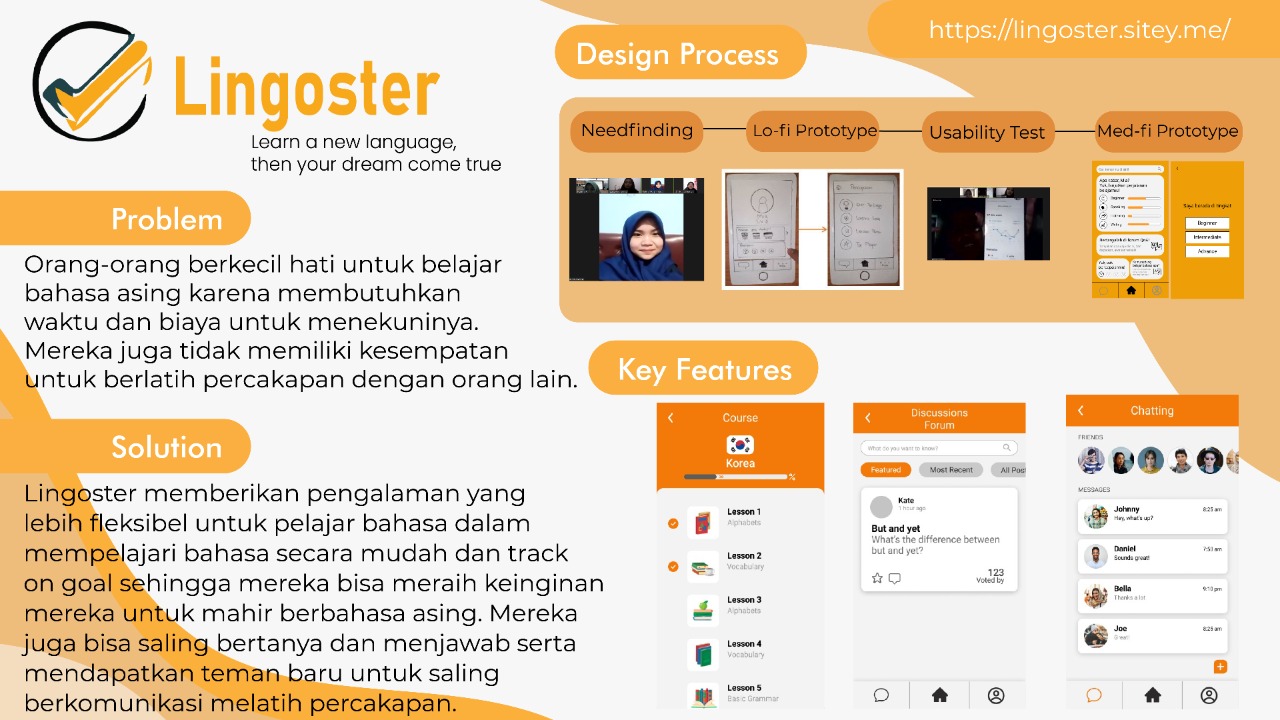 Lingoster
Learn a new language,
then your dream come true
Problem
Orang-orang berkecil hati untuk belajar
bahasa asing karena membutuhkan
waktu dan biaya untuk menekuninya.
Mereka juga tidak memiliki kesempatan
untuk berlatih percakapan dengan orang lain.
Solution
Lingoster memberikan pengalaman yang
lebih fleksibel untuk pelajar bahasa dalam
mempelajari bahasa secara mudah dan track
on goal sehingga mereka bisa meraih keinginan
mereka untuk mahir berbahasa asing. Mereka
juga bisa saling bertanya dan menjawab serta
mendapatkan teman baru untuk saling
berkomunikasi melatih percakapan.
https://lingoster.sitey.me/
Design Process
Needfinding
Lo-fi Prototype
Usability Test
Med-fi Prototype
Beginner
Intermediate
Advance
Key Features
Course
Korea
%
Lesson 1
Alphabets
Lesson 2
Vocabulary
Lesson 3
Alphabets
Lesson 4
Vocabulary
Lesson 5
Basic Grammar
Discussions
Forum
What do you want to know?
Featured
Most Recent
All Post
Kate
1 hour ago
But and yet
What's the difference between
but and yet?
123
Voted by
Chatting
FRIENDS
MESSAGES
Johnny
8:25 am
Hey, what's up?
Daniel
7:50 am
Sounds great!
Bella
9:10 pm
Thanks a lot
Joe
8:25 am
Great!